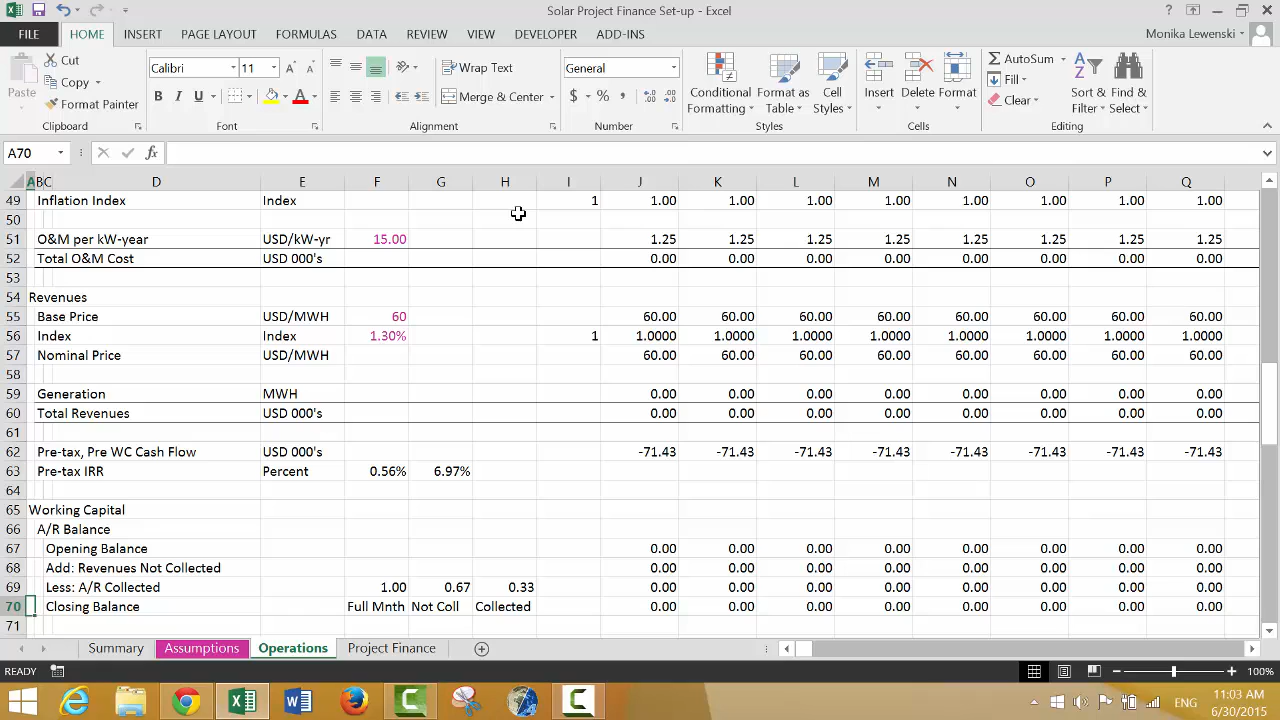 Solar Project Finance Set-up - Excel
FILE HOME INSERT PAGE LAYOUT FORMULAS DATA REVIEW VIEW DEVELOPER ADD-INS Monika Lewenski
Paste Cut Copy Format Painter Clipboard
Calibri 11 B I U A Font
Wrap Text Merge & Center Alignment
General $ % , Number
Conditional Formatting Format as Table Cell Styles Styles
Insert Delete Format Cells
AutoSum Fill Clear Sort & Filter Find & Select Editing
A70 fx
A B C D E F G H I J K L M N O P Q
49 Inflation Index Index 1 1.00 1.00 1.00 1.00 1.00 1.00 1.00 1.00
50
51 O&M per kW-year USD/kW-yr 15.00 1.25 1.25 1.25 1.25 1.25 1.25 1.25 1.25
52 Total O&M Cost USD 000's 0.00 0.00 0.00 0.00 0.00 0.00 0.00 0.00
53
54 Revenues
55 Base Price USD/MWH 60 60.00 60.00 60.00 60.00 60.00 60.00 60.00 60.00
56 Index Index 1.30% 1 1.0000 1.0000 1.0000 1.0000 1.0000 1.0000 1.0000 1.0000
57 Nominal Price USD/MWH 60.00 60.00 60.00 60.00 60.00 60.00 60.00 60.00
58
59 Generation MWH 0.00 0.00 0.00 0.00 0.00 0.00 0.00 0.00
60 Total Revenues USD 000's 0.00 0.00 0.00 0.00 0.00 0.00 0.00 0.00
61
62 Pre-tax, Pre WC Cash Flow USD 000's -71.43 -71.43 -71.43 -71.43 -71.43 -71.43 -71.43 -71.43
63 Pre-tax IRR Percent 0.56% 6.97%
64
65 Working Capital
66 A/R Balance
67 Opening Balance 0.00 0.00 0.00 0.00 0.00 0.00 0.00 0.00
68 Add: Revenues Not Collected 0.00 0.00 0.00 0.00 0.00 0.00 0.00 0.00
69 Less: A/R Collected 1.00 0.67 0.33 0.00 0.00 0.00 0.00 0.00 0.00 0.00 0.00
70 Closing Balance Full Mnth Not Coll Collected 0.00 0.00 0.00 0.00 0.00 0.00 0.00 0.00
71
Summary Assumptions Operations Project Finance
READY 100%
ENG 11:03 AM
6/30/2015